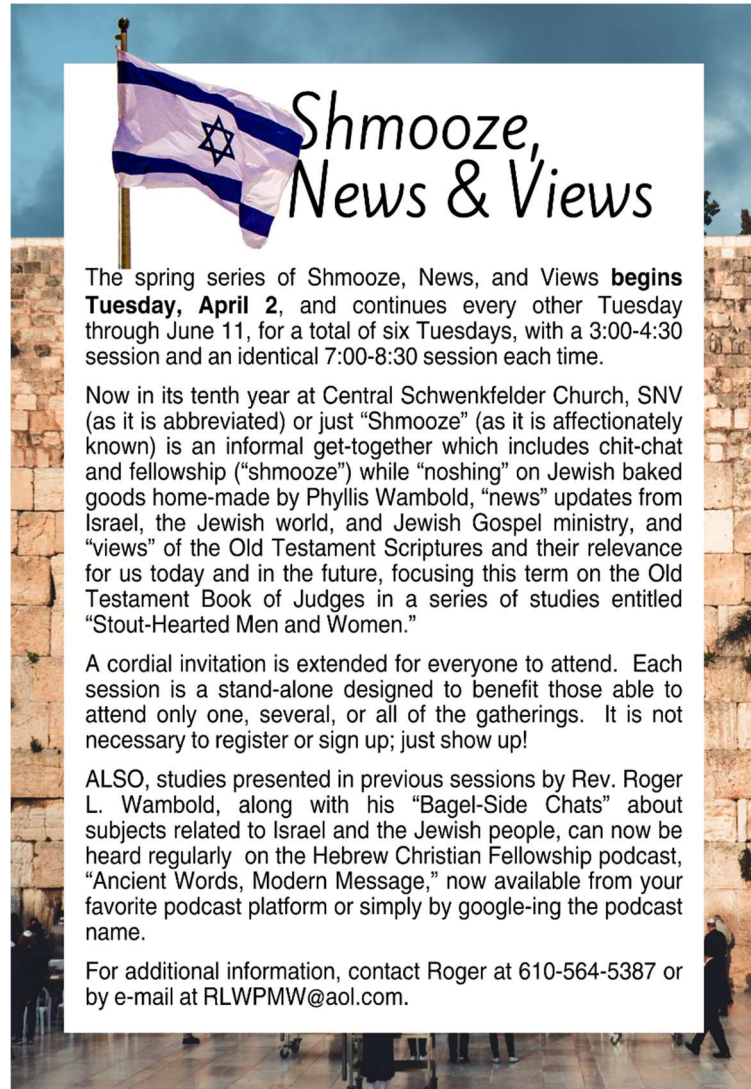 Shmooze,
News & Views
The spring series of Shmooze, News, and Views begins
Tuesday, April 2, and continues every other Tuesday
through June 11, for a total of six Tuesdays, with a 3:00-4:30
session and an identical 7:00-8:30 session each time.
Now in its tenth year at Central Schwenkfelder Church, SNV
(as it is abbreviated) or just “Shmooze” (as it is affectionately
known) is an informal get-together which includes chit-chat
and fellowship (“shmooze”) while “noshing” on Jewish baked
goods home-made by Phyllis Wambold, “news” updates from
Israel, the Jewish world, and Jewish Gospel ministry, and
“views” of the Old Testament Scriptures and their relevance
for us today and in the future, focusing this term on the Old
Testament Book of Judges in a series of studies entitled
“Stout-Hearted Men and Women.”
A cordial invitation is extended for everyone to attend.  Each
session is a stand-alone designed to benefit those able to
attend only one, several, or all of the gatherings.  It is not
necessary to register or sign up; just show up!
ALSO, studies presented in previous sessions by Rev. Roger
L. Wambold, along with his “Bagel-Side Chats” about
subjects related to Israel and the Jewish people, can now be
heard regularly  on the Hebrew Christian Fellowship podcast,
“Ancient Words, Modern Message,” now available from your
favorite podcast platform or simply by google-ing the podcast
name.
For additional information, contact Roger at 610-564-5387 or
by e-mail at RLWPMW@aol.com.